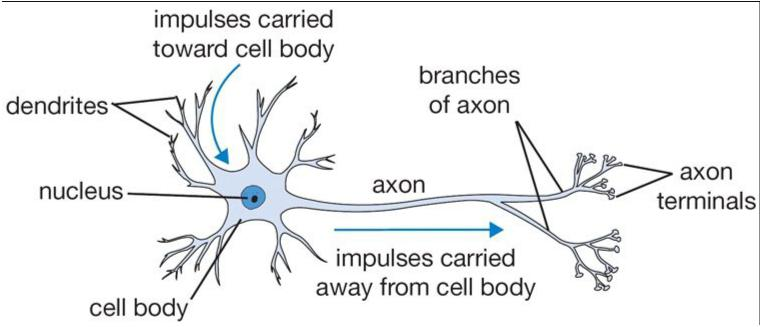 impulses carried
toward cell body
branches
of axon
dendrites
axon
terminals
nucleus
axon
impulses carried
away from cell body
cell body